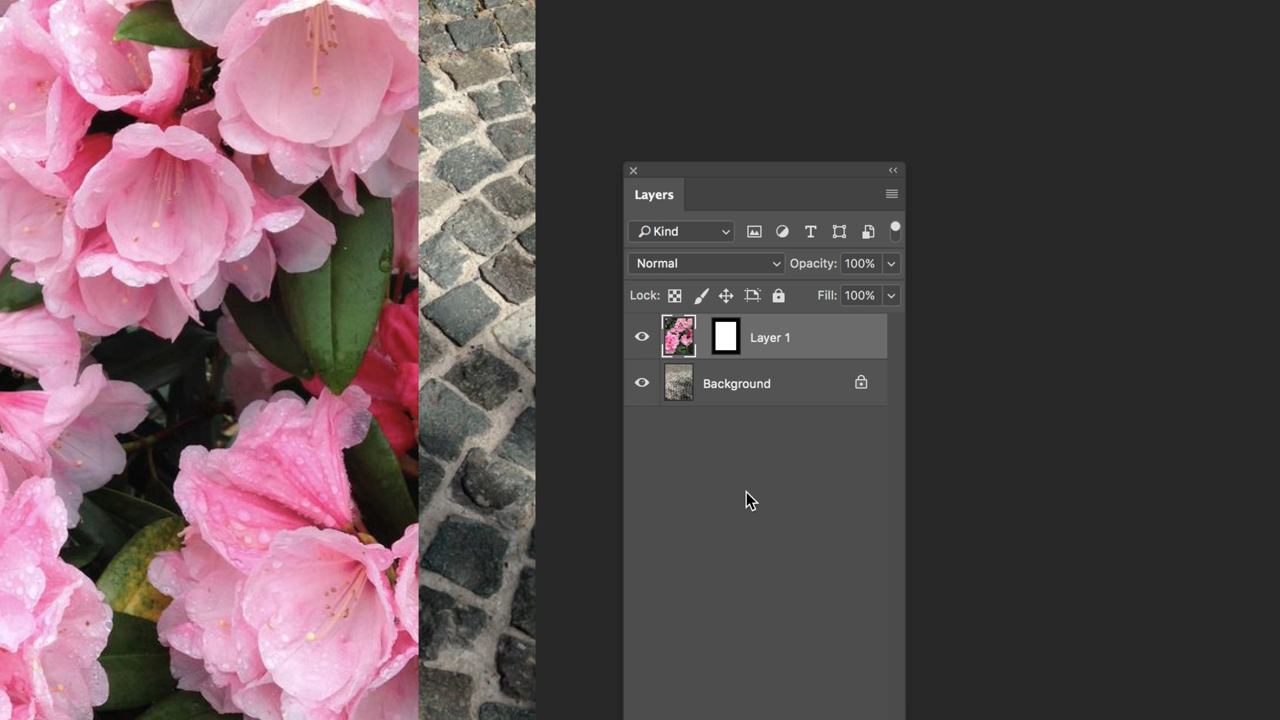 Layers
Kind
Normal Opacity: 100%
Lock: Fill: 100%
Layer 1
Background